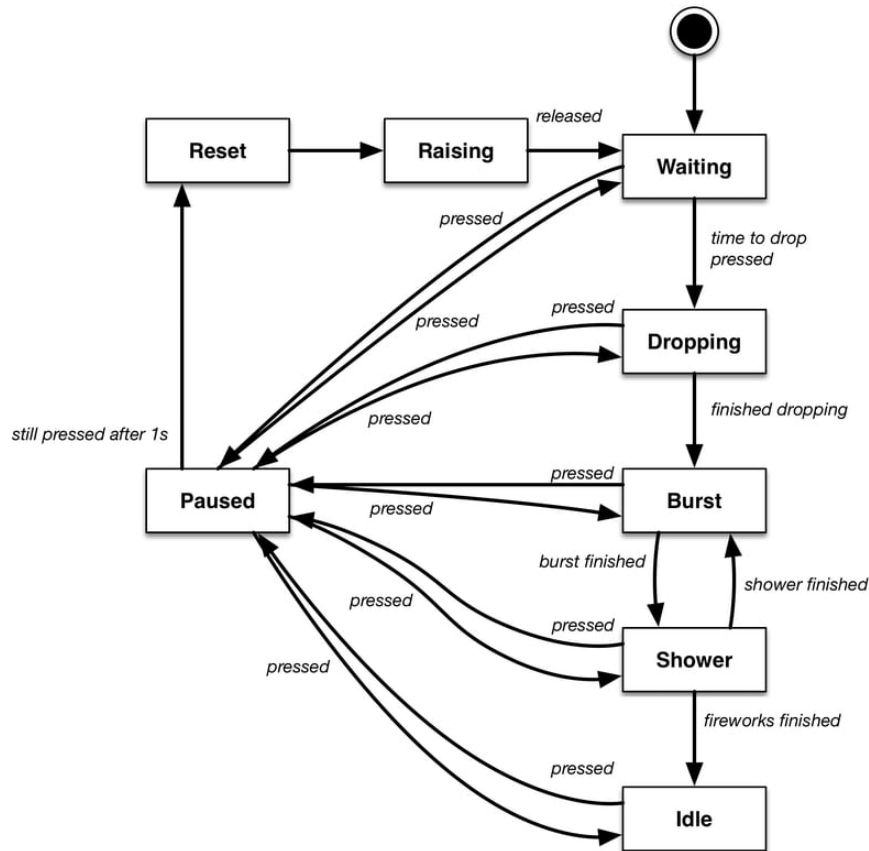 released
Reset
Raising
Waiting
pressed
time to drop
pressed
pressed
pressed
Dropping
pressed
finished dropping
still pressed after 1s
pressed
Paused
Burst
pressed
burst finished
shower finished
pressed
pressed
Shower
pressed
fireworks finished
pressed
Idle